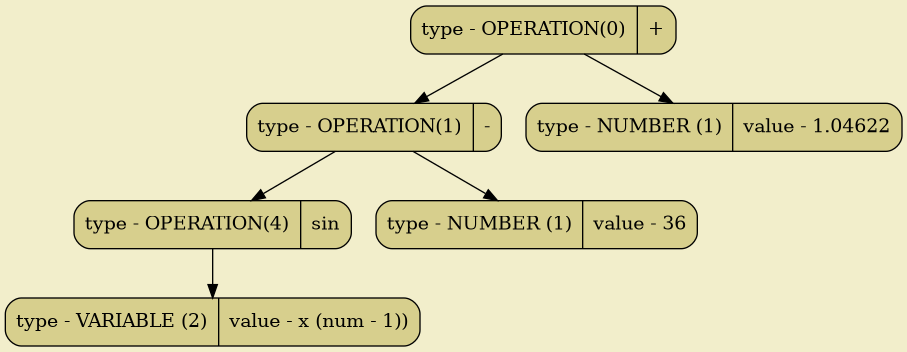 type - OPERATION(0) +
type - OPERATION(1) -
type - NUMBER (1) value - 1.04622
type - OPERATION(4) sin
type - NUMBER (1) value - 36
type - VARIABLE (2) value - x (num - 1))